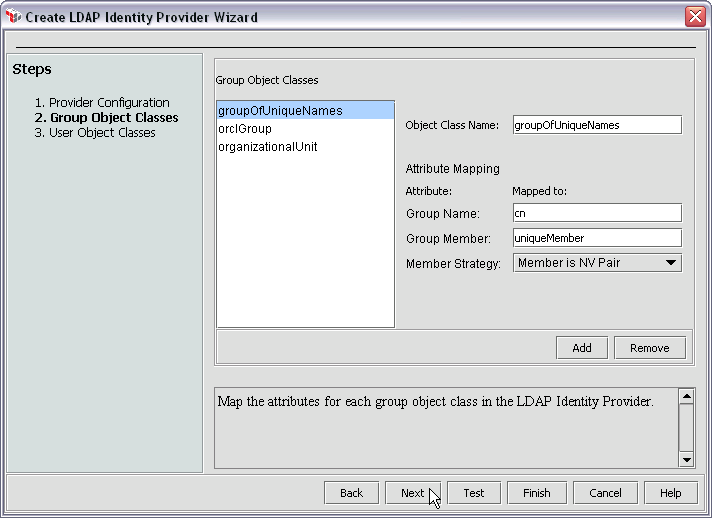 Create LDAP Identity Provider Wizard
Steps
1. Provider Configuration
2. Group Object Classes
3. User Object Classes
Group Object Classes
groupOfUniqueNames
orclGroup
organizationalUnit
Object Class Name: groupOfUniqueNames
Attribute Mapping
Attribute: Mapped to:
Group Name: cn
Group Member: uniqueMember
Member Strategy: Member is NV Pair
Add Remove
Map the attributes for each group object class in the LDAP Identity Provider.
Back Next Test Finish Cancel Help